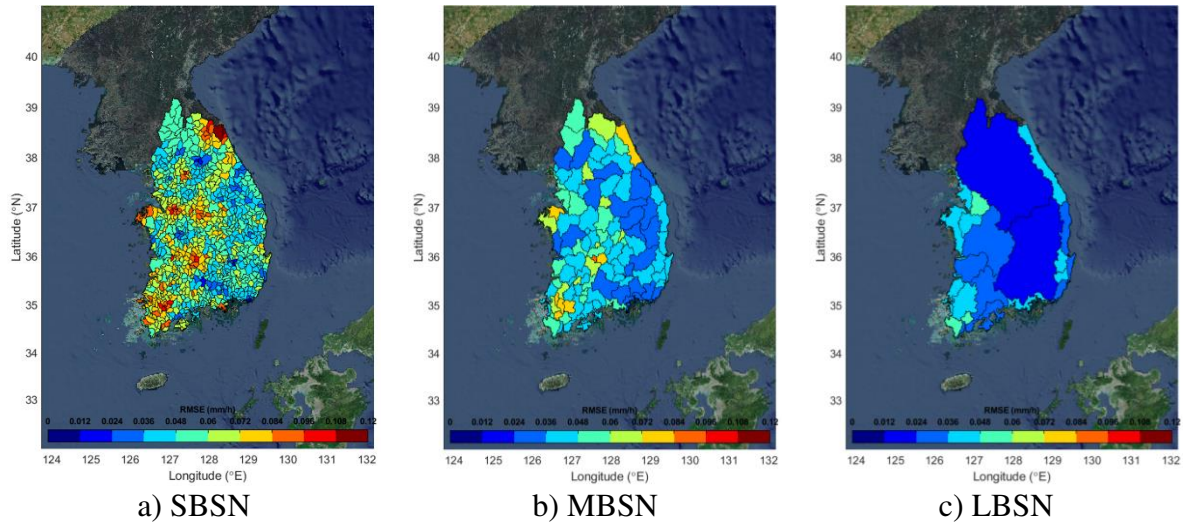 40
39
38
37
36
35
34
33
Latitude (°N)
RMSE (mm/h)
0 0.012 0.024 0.036 0.048 0.06 0.072 0.084 0.096 0.108 0.12
124 125 126 127 128 129 130 131 132
Longitude (°E)
a) SBSN
40
39
38
37
36
35
34
33
Latitude (°N)
RMSE (mm/h)
0 0.012 0.024 0.036 0.048 0.06 0.072 0.084 0.096 0.108 0.12
124 125 126 127 128 129 130 131 132
Longitude (°E)
b) MBSN
40
39
38
37
36
35
34
33
Latitude (°N)
RMSE (mm/h)
0 0.012 0.024 0.036 0.048 0.06 0.072 0.084 0.096 0.108 0.12
124 125 126 127 128 129 130 131 132
Longitude (°E)
c) LBSN